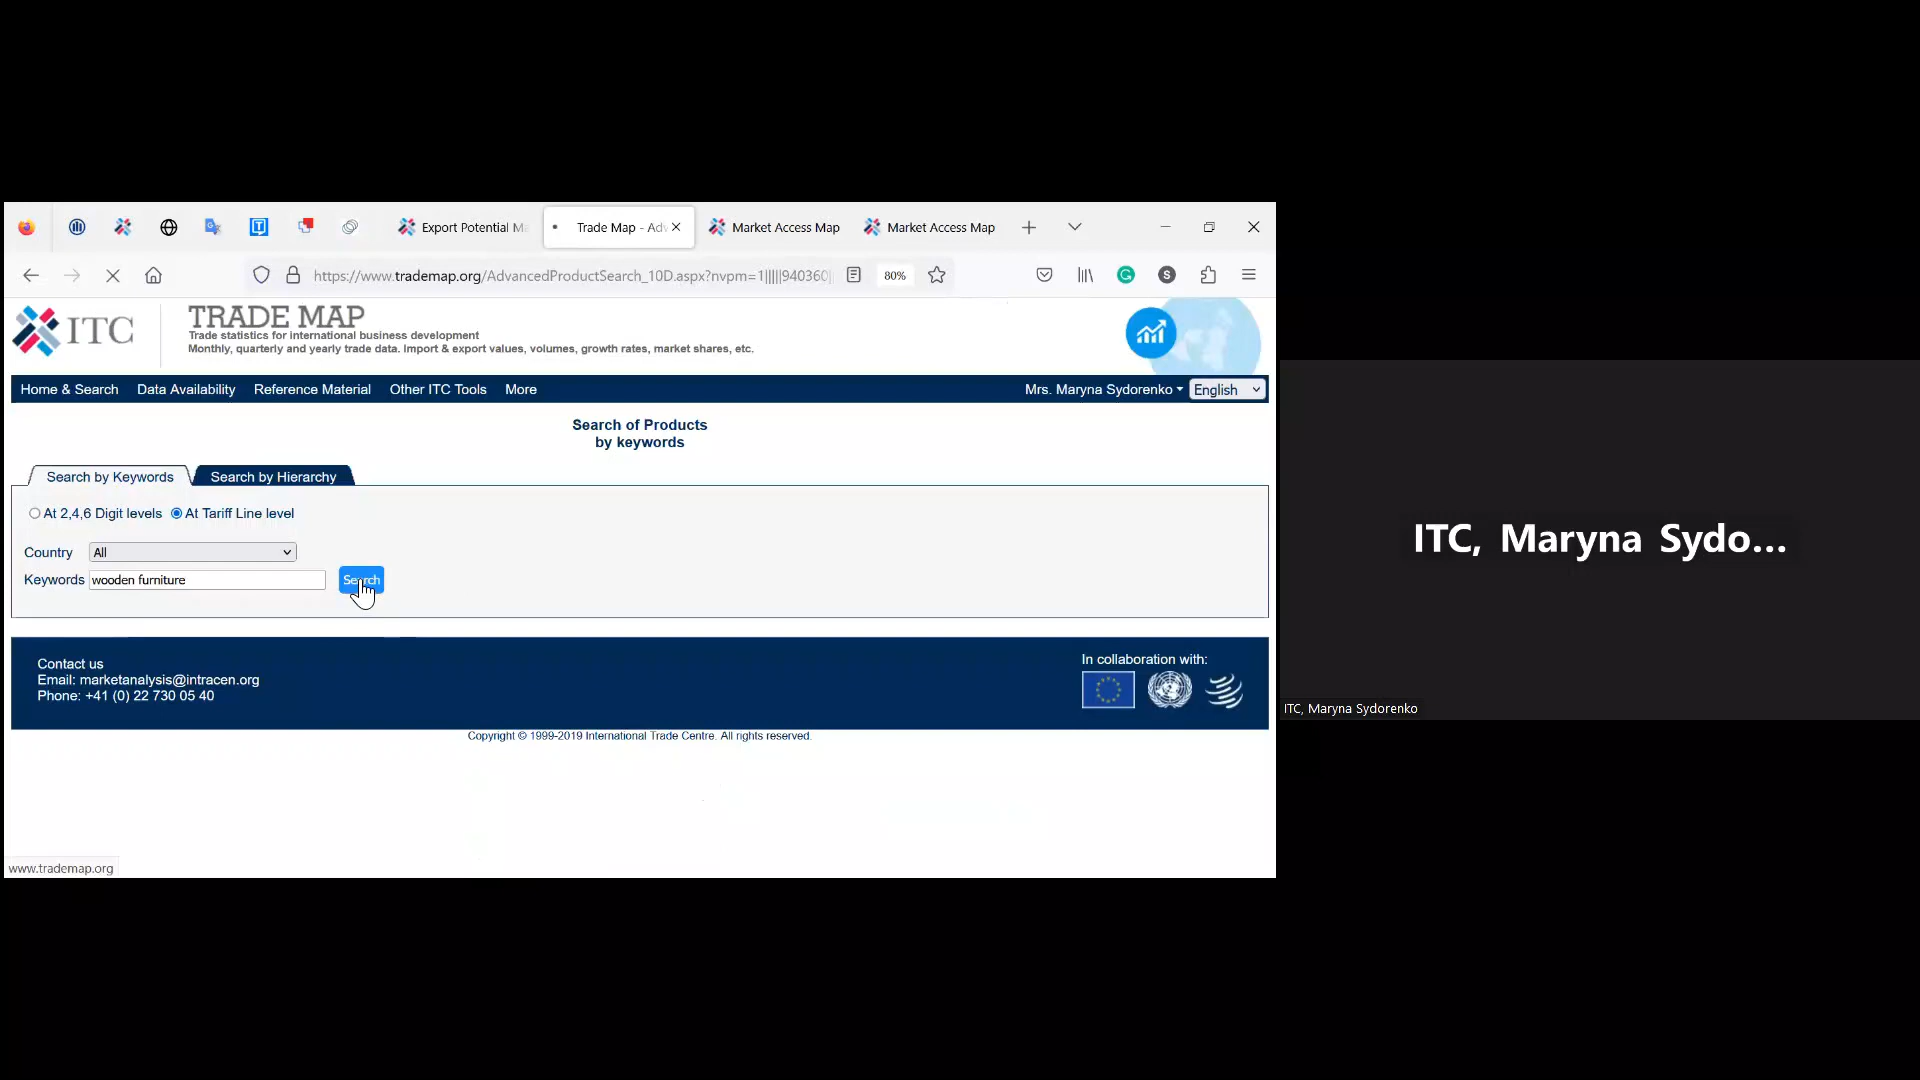 Export Potential Ma
Trade Map - Adv
Market Access Map
Market Access Map
https://www.trademap.org/AdvancedProductSearch_10D.aspx?nvpm=1|||||940360|
80%
ITC
TRADE MAP
Trade statistics for international business development
Monthly, quarterly and yearly trade data. Import & export values, volumes, growth rates, market shares, etc.
Home & Search Data Availability Reference Material Other ITC Tools More Mrs. Maryna Sydorenko English
Search of Products
by keywords
Search by Keywords Search by Hierarchy
At 2,4,6 Digit levels At Tariff Line level
Country All
Keywords wooden furniture Search
Contact us
Email: marketanalysis@intracen.org
Phone: +41 (0) 22 730 05 40
In collaboration with:
Copyright © 1999-2019 International Trade Centre. All rights reserved.
www.trademap.org
ITC, Maryna Sydo...
ITC, Maryna Sydorenko